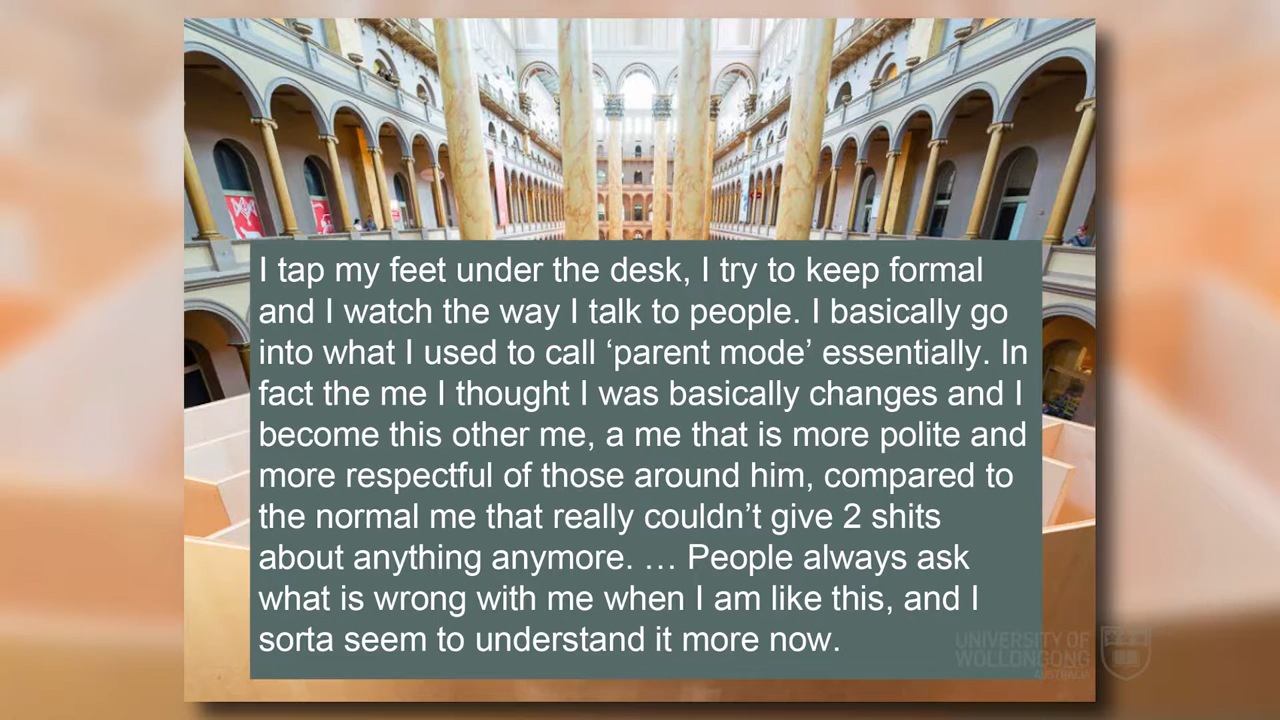 I tap my feet under the desk, I try to keep formal
and I watch the way I talk to people. I basically go
into what I used to call ‘parent mode’ essentially. In
fact the me I thought I was basically changes and I
become this other me, a me that is more polite and
more respectful of those around him, compared to
the normal me that really couldn’t give 2 shits
about anything anymore. … People always ask
what is wrong with me when I am like this, and I
sorta seem to understand it more now.
UNIVERSITY OF
WOLLONGONG
AUSTRALIA